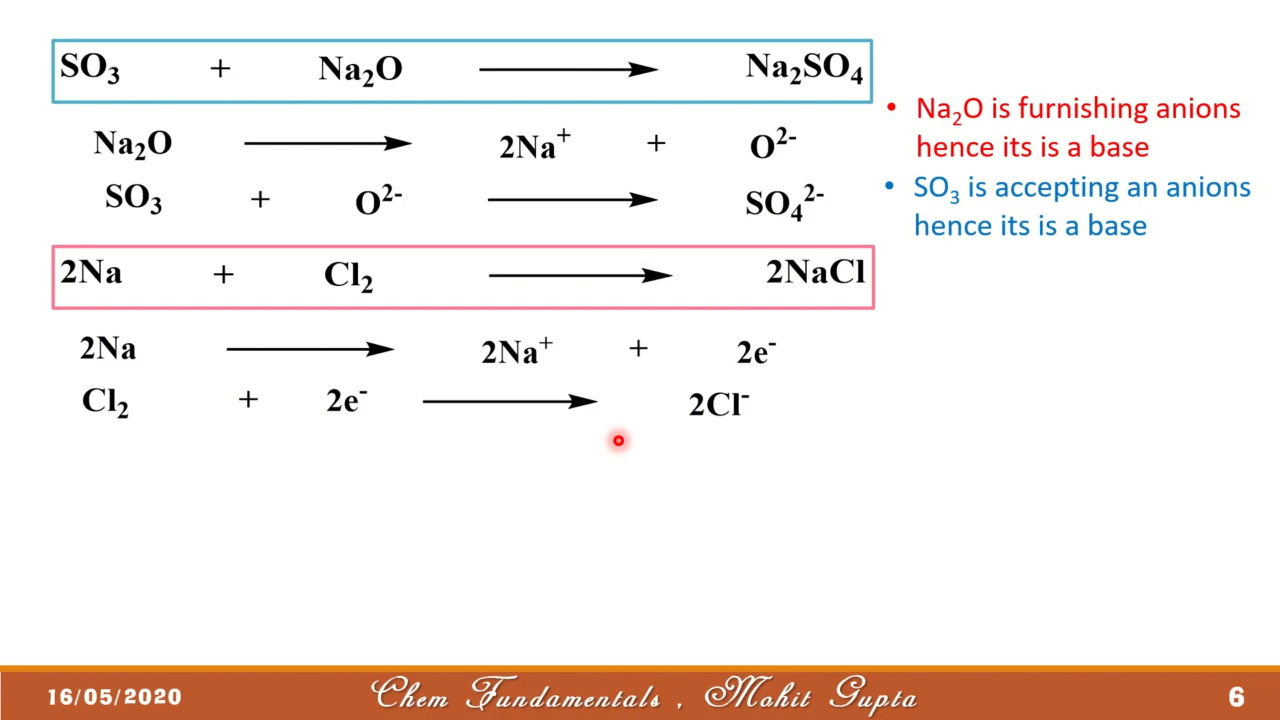 SO₃ + Na₂O ⟶ Na₂SO₄
Na₂O ⟶ 2Na⁺ + O²⁻
SO₃ + O²⁻ ⟶ SO₄²⁻
2Na + Cl₂ ⟶ 2NaCl
2Na ⟶ 2Na⁺ + 2e⁻
Cl₂ + 2e⁻ ⟶ 2Cl⁻
• Na₂O is furnishing anions
hence its is a base
• SO₃ is accepting an anions
hence its is a base
16/05/2020 Chem Fundamentals , Mohit Gupta 6